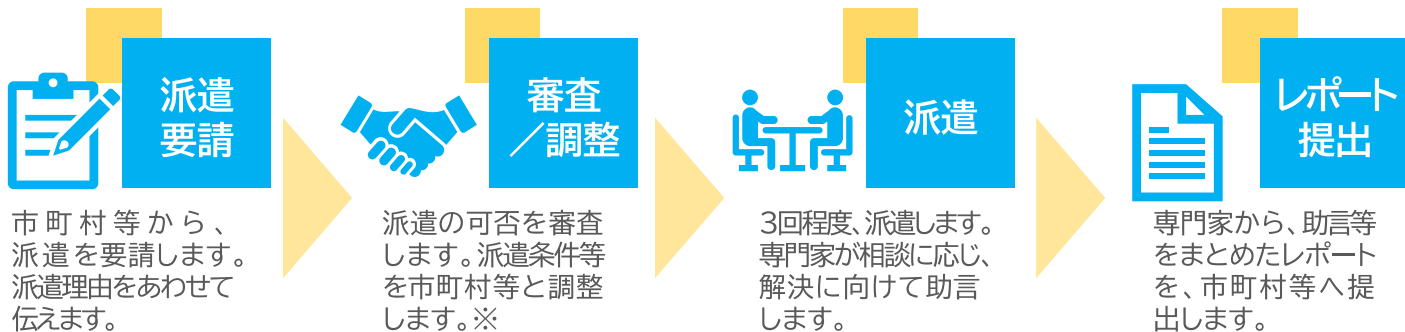 派遣
要請
市町村等から、
派遣を要請します。
派遣理由をあわせて
伝えます。
審査
／調整
派遣の可否を審査
します。派遣条件等
を市町村等と調整
します。※
派遣
3回程度、派遣します。
専門家が相談に応じ、
解決に向けて助言
します。
レポート
提出
専門家から、助言等
をまとめたレポート
を、市町村等へ提
出します。